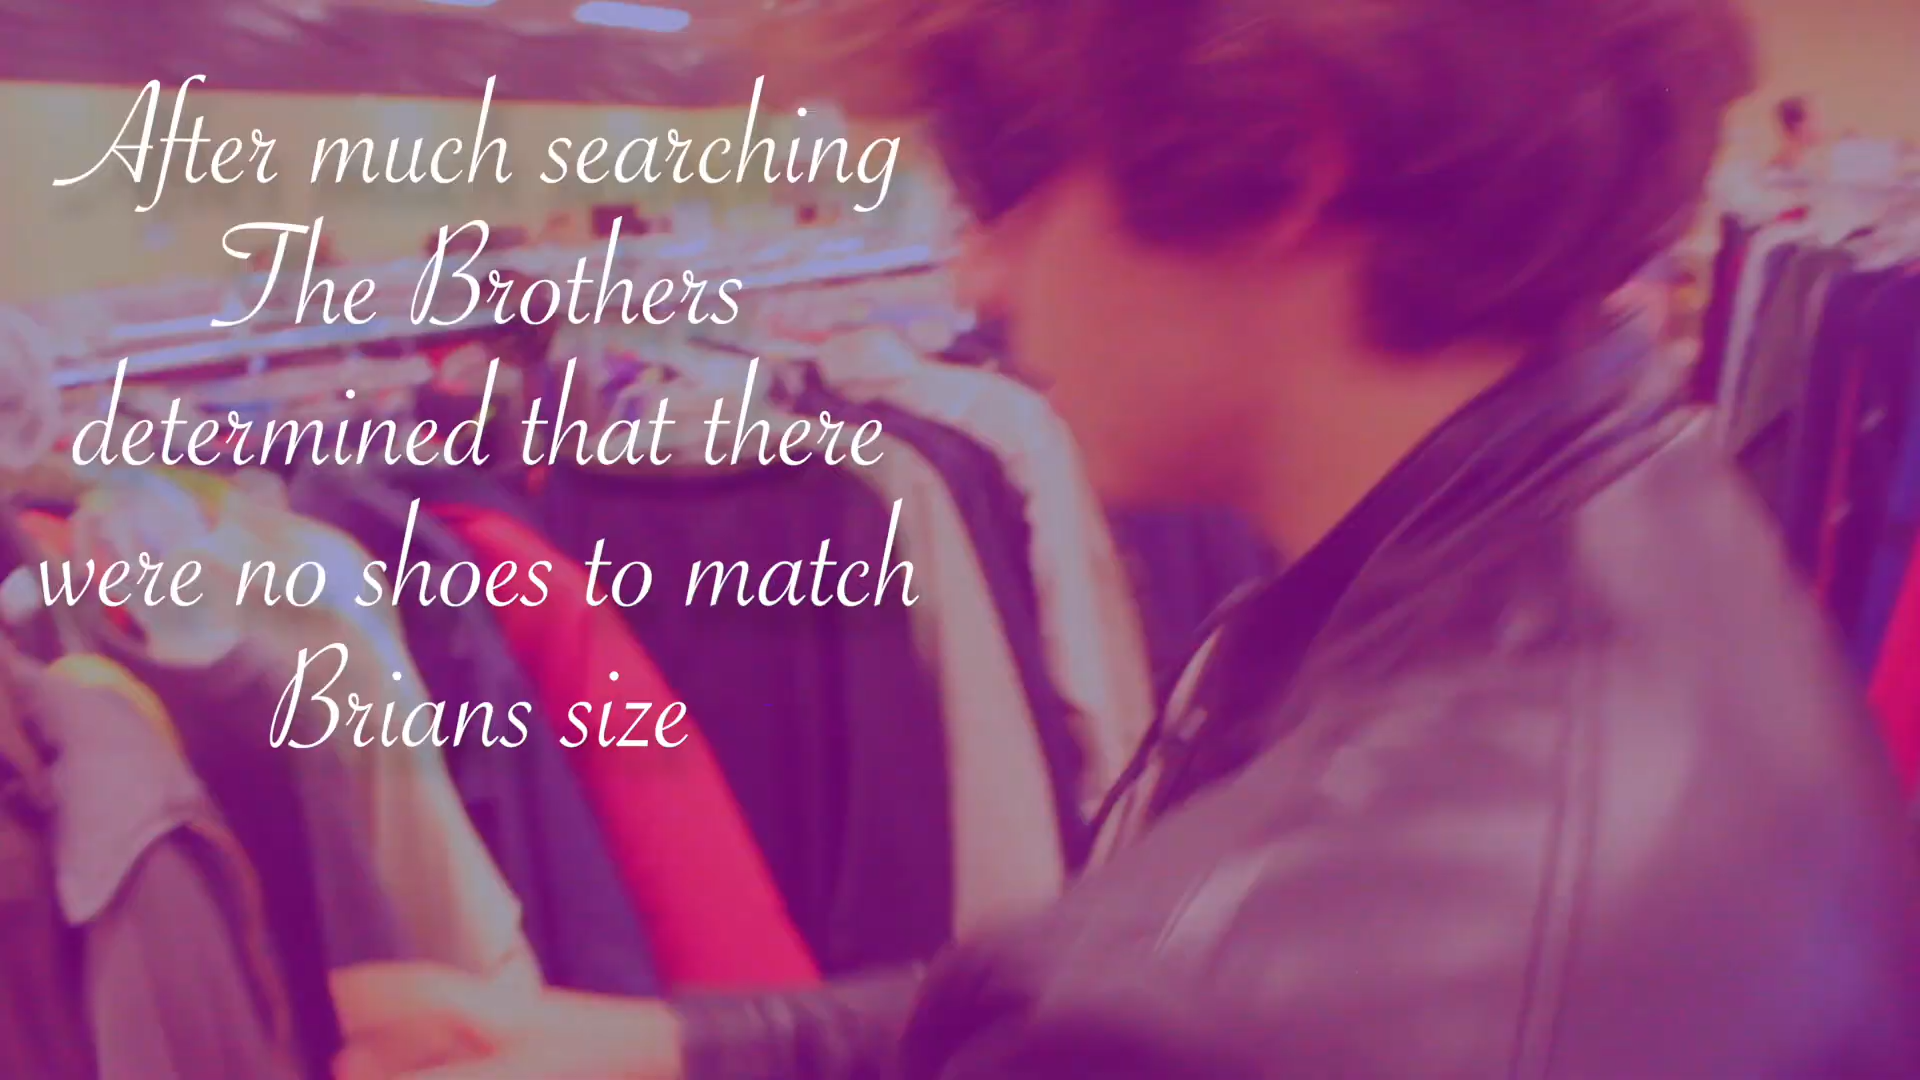 After much searching
The Brothers
determined that there
were no shoes to match
Brians size